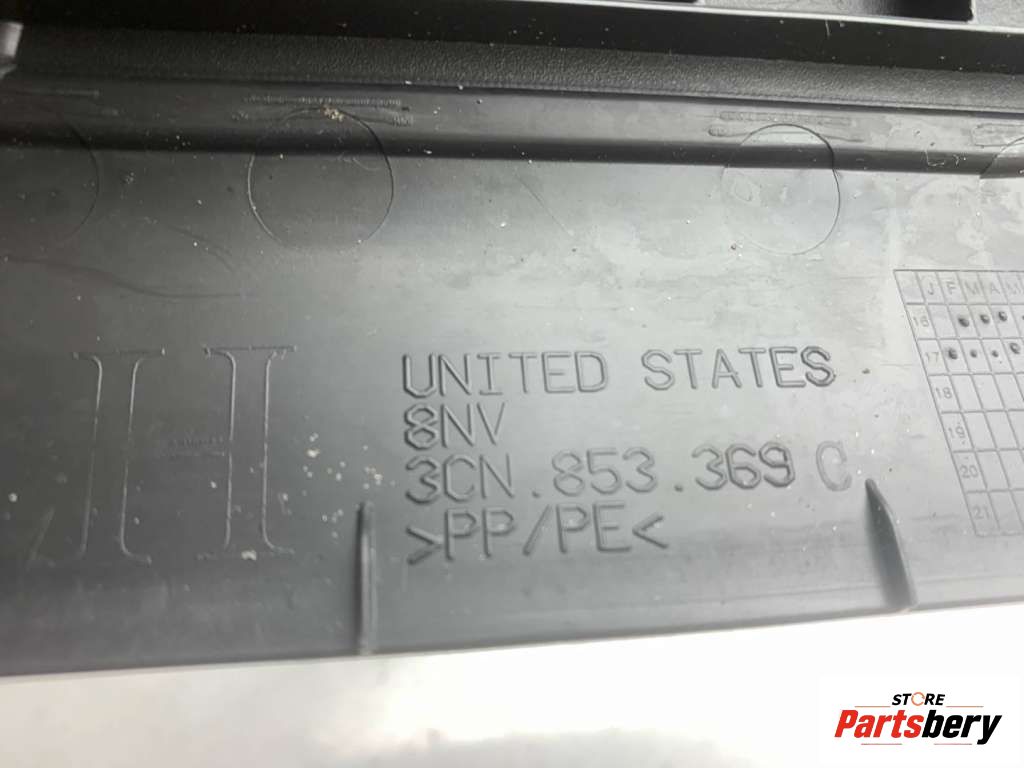 H
UNITED STATES
8NV
3CN.853.369 C
>PP/PE<
J F M A M
16
17
18
19
20
21
STORE
Partsbery